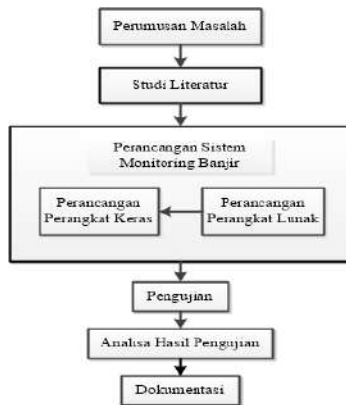 Perumusan Masalah
Studi Literatur
Perancangan Sistem
Monitoring Banjir
Perancangan
Perangkat Keras
Perancangan
Perangkat Lunak
Pengujian
Analisa Hasil Pengujian
Dokumentasi